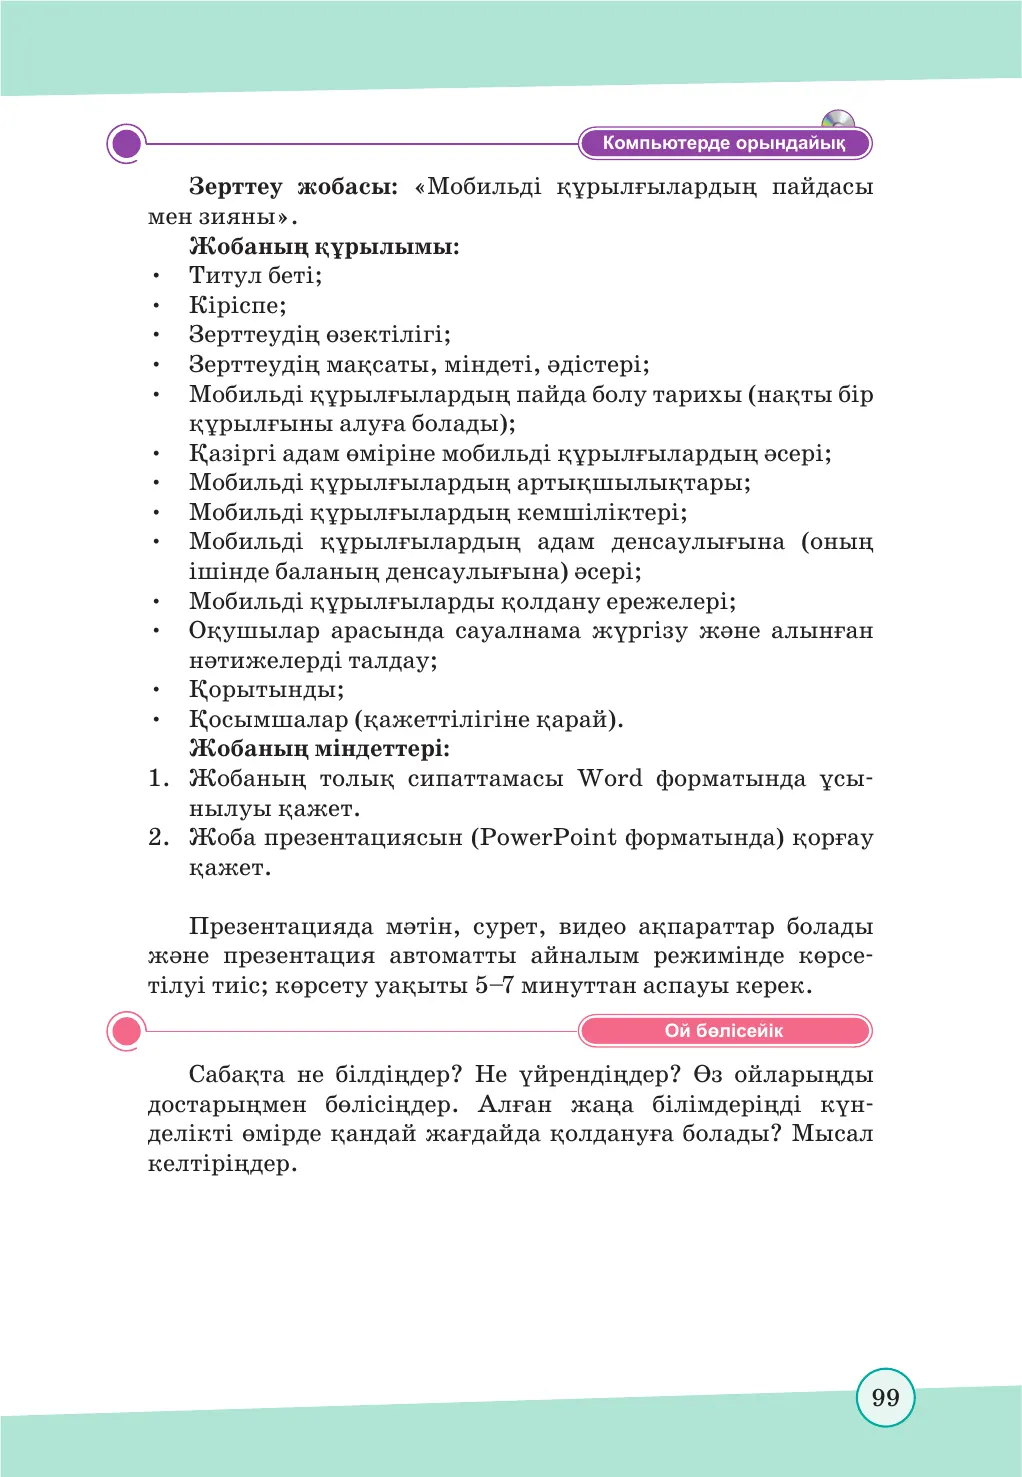 Компьютерде орындайық
Зерттеу жобасы: «Мобильді құрылғылардың пайдасы
мен зияны».
Жобаның құрылымы:
• Титул беті;
• Кіріспе;
• Зерттеудің өзектілігі;
• Зерттеудің мақсаты, міндеті, әдістері;
• Мобильді құрылғылардың пайда болу тарихы (нақты бір
құрылғыны алуға болады);
• Қазіргі адам өміріне мобильді құрылғылардың әсері;
• Мобильді құрылғылардың артықшылықтары;
• Мобильді құрылғылардың кемшіліктері;
• Мобильді құрылғылардың адам денсаулығына (оның
ішінде баланың денсаулығына) әсері;
• Мобильді құрылғыларды қолдану ережелері;
• Оқушылар арасында сауалнама жүргізу және алынған
нәтижелерді талдау;
• Қорытынды;
• Қосымшалар (қажеттілігіне қарай).
Жобаның міндеттері:
1. Жобаның толық сипаттамасы Word форматында ұсы-
нылуы қажет.
2. Жоба презентациясын (PowerPoint форматында) қорғау
қажет.
Презентацияда мәтін, сурет, видео ақпараттар болады
және презентация автоматты айналым режимінде көрсе-
тілуі тиіс; көрсету уақыты 5–7 минуттан аспауы керек.
Ой бөлісейік
Сабақта не білдіңдер? Не үйрендіңдер? Өз ойларыңды
достарыңмен бөлісіңдер. Алған жаңа білімдеріңді күн-
делікті өмірде қандай жағдайда қолдануға болады? Мысал
келтіріңдер.
99